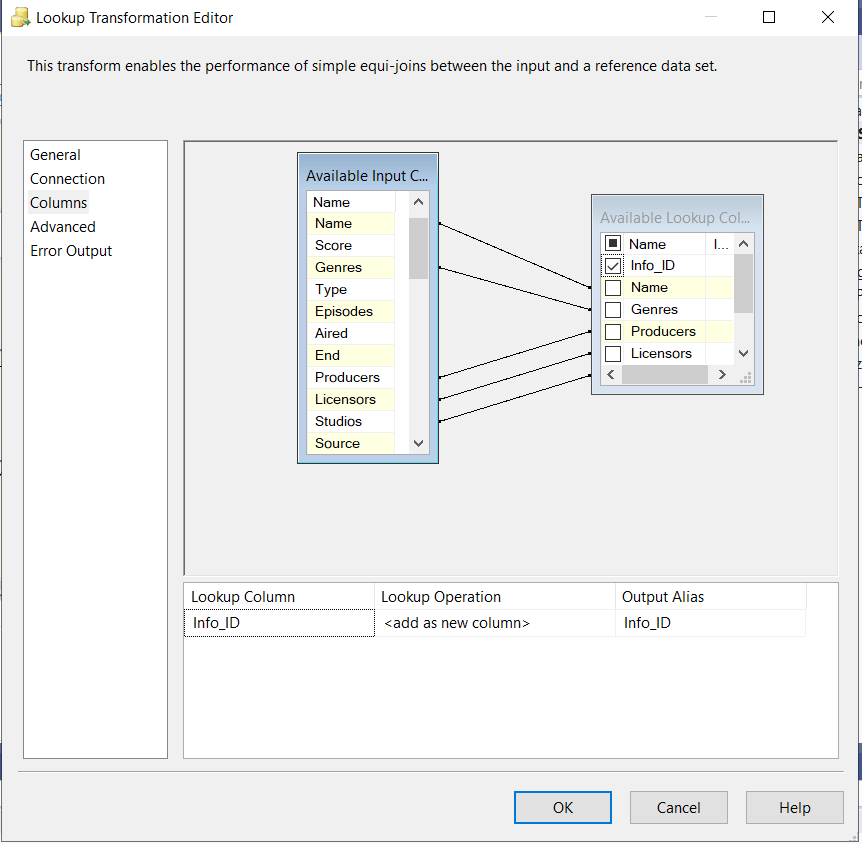 Lookup Transformation Editor
This transform enables the performance of simple equi-joins between the input and a reference data set.
General
Connection
Columns
Advanced
Error Output
Available Input C...
Name
Name
Score
Genres
Type
Episodes
Aired
End
Producers
Licensors
Studios
Source
Available Lookup Col...
Name I...
Info_ID
Name
Genres
Producers
Licensors
Lookup Column Lookup Operation Output Alias
Info_ID <add as new column> Info_ID
OK Cancel Help